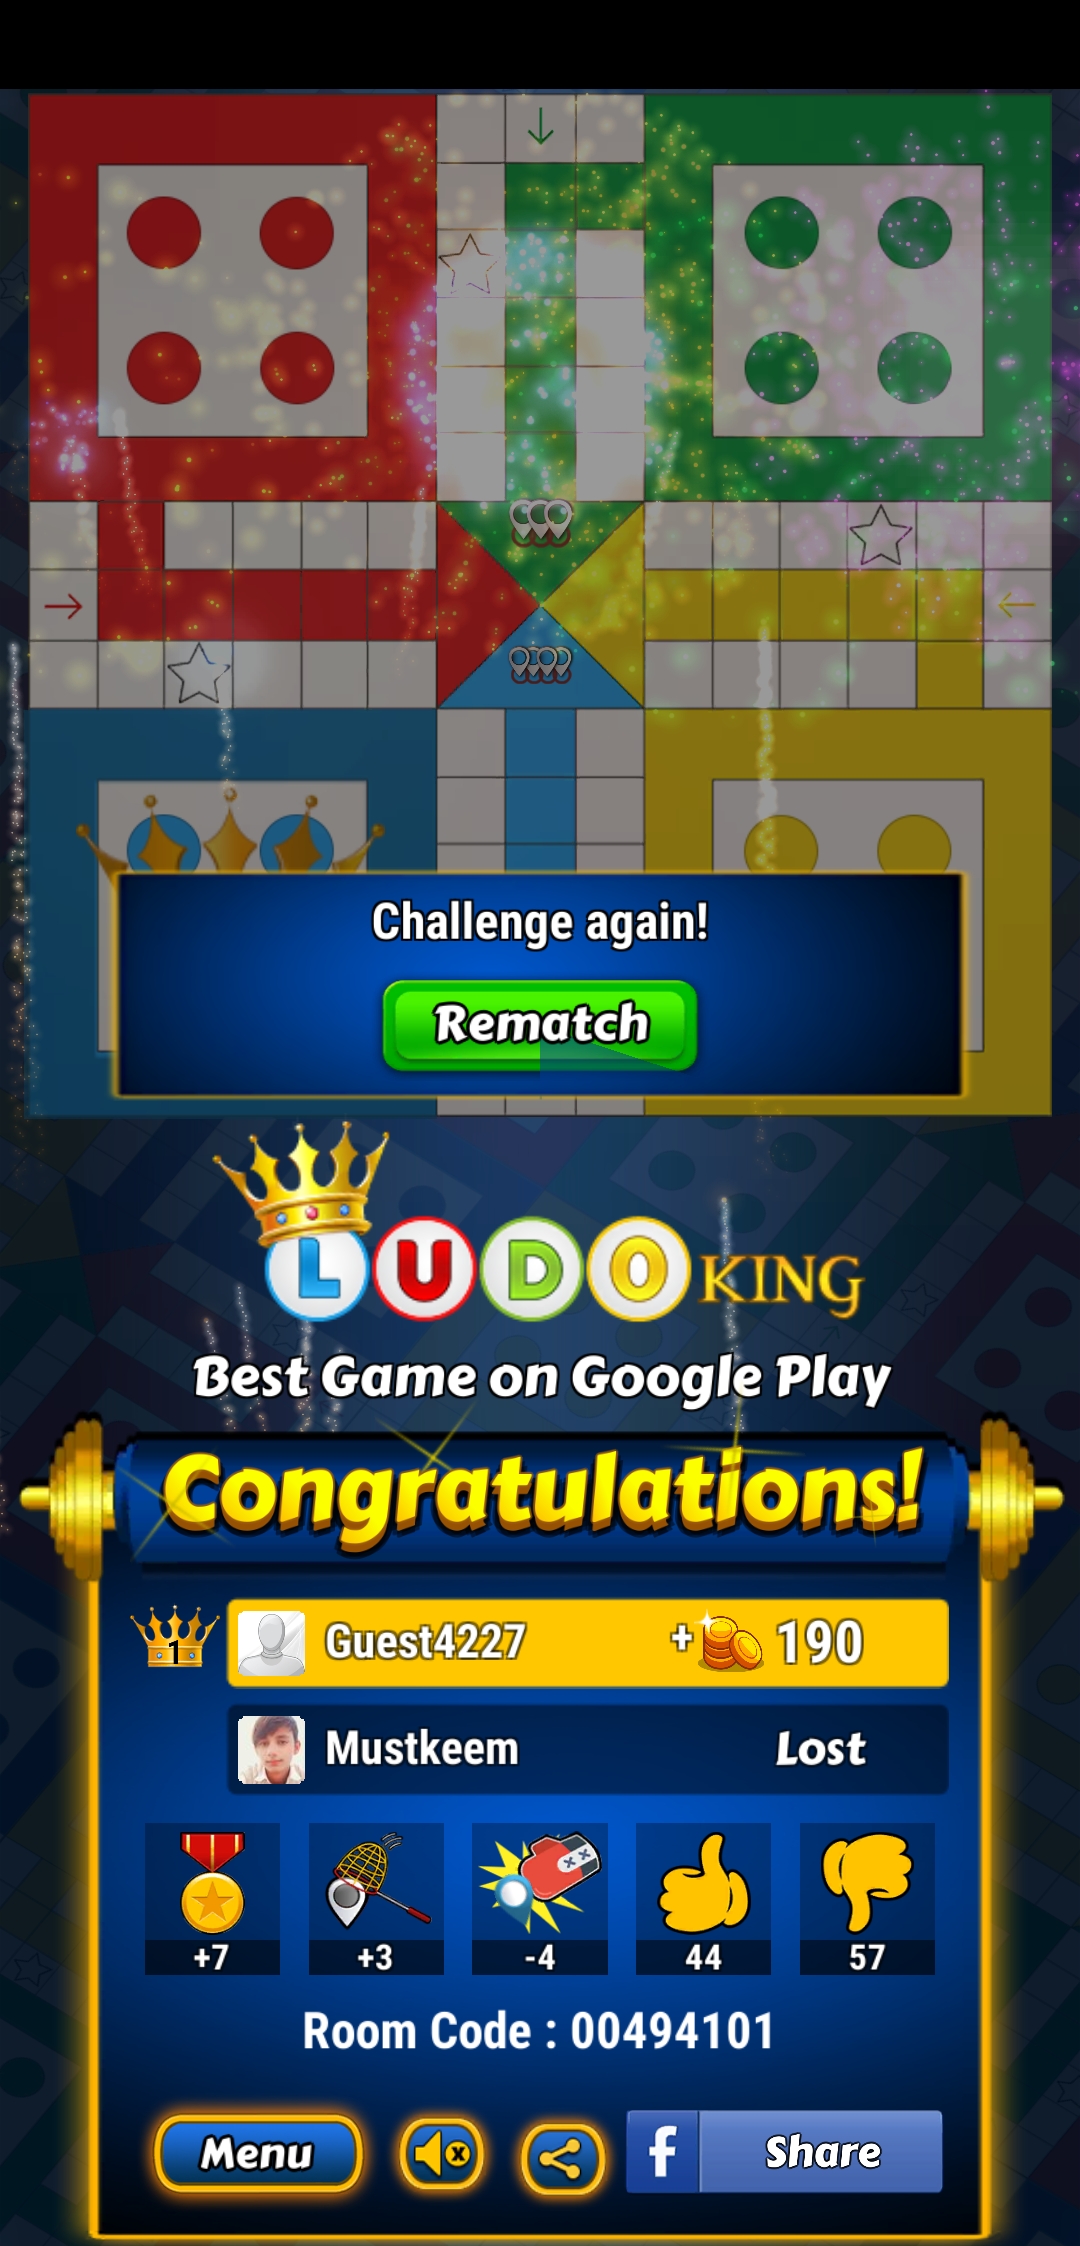 Challenge again!
Rematch
LUDO KING
Best Game on Google Play
Congratulations!
1 Guest4227 + 190
Mustkeem Lost
+7 +3 -4 44 57
Room Code : 00494101
Menu x f Share